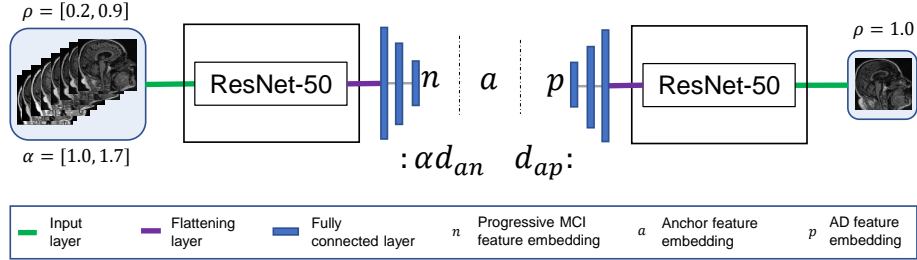 ρ = [0.2, 0.9]
ρ = 1.0
ResNet-50
n
a
p
ResNet-50
α = [1.0, 1.7]
: αd_an
d_ap:
Input layer
Flattening layer
Fully connected layer
n Progressive MCI feature embedding
a Anchor feature embedding
p AD feature embedding